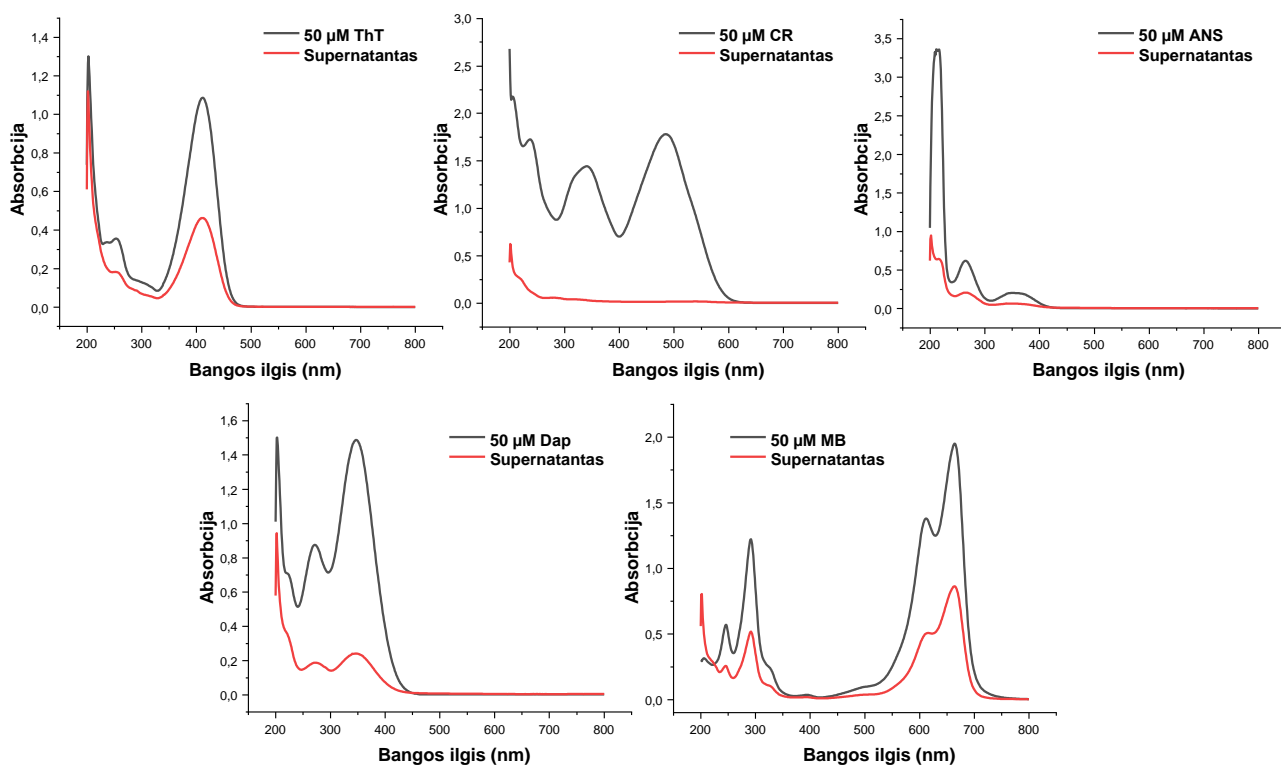 50 µM ThT
Supernatantas
Absorbcija
1,4
1,2
1,0
0,8
0,6
0,4
0,2
0,0
200 300 400 500 600 700 800
Bangos ilgis (nm)
50 µM CR
Supernatantas
Absorbcija
3,0
2,5
2,0
1,5
1,0
0,5
0,0
200 300 400 500 600 700 800
Bangos ilgis (nm)
50 µM ANS
Supernatantas
Absorbcija
3,5
3,0
2,5
2,0
1,5
1,0
0,5
0,0
200 300 400 500 600 700 800
Bangos ilgis (nm)
50 µM Dap
Supernatantas
Absorbcija
1,6
1,4
1,2
1,0
0,8
0,6
0,4
0,2
0,0
200 300 400 500 600 700 800
Bangos ilgis (nm)
50 µM MB
Supernatantas
Absorbcija
2,0
1,5
1,0
0,5
0,0
200 300 400 500 600 700 800
Bangos ilgis (nm)